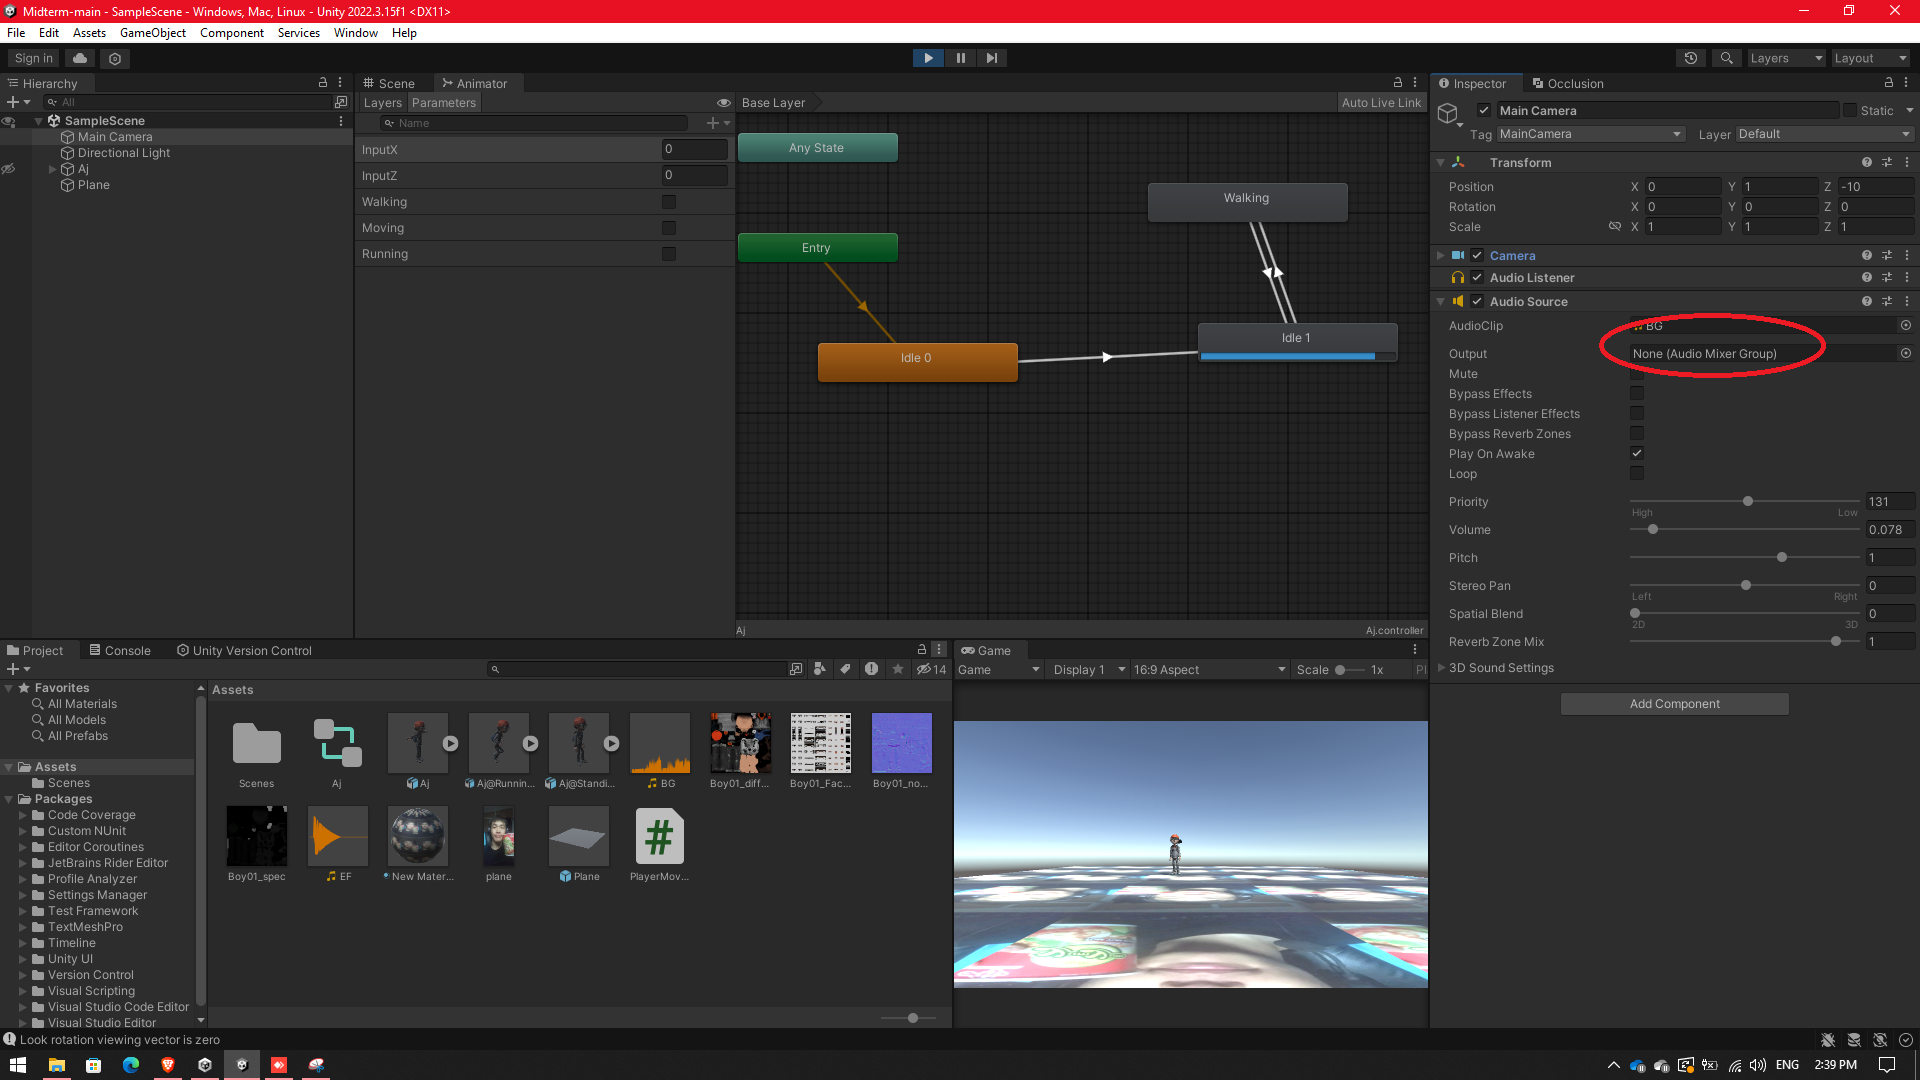 Midterm-main - SampleScene - Windows, Mac, Linux - Unity 2022.3.15f1 <DX11>
File Edit Assets GameObject Component Services Window Help
Sign in
Layers
Layout
Hierarchy
All
SampleScene
Main Camera
Directional Light
Aj
Plane
Scene
Animator
Layers Parameters
Name
InputX 0
InputZ 0
Walking
Moving
Running
Base Layer
Auto Live Link
Any State
Entry
Idle 0
Walking
Idle 1
Aj
Aj.controller
Inspector
Occlusion
Main Camera
Static
Tag MainCamera
Layer Default
Transform
Position X 0 Y 1 Z -10
Rotation X 0 Y 0 Z 0
Scale X 1 Y 1 Z 1
Camera
Audio Listener
Audio Source
AudioClip BG
Output None (Audio Mixer Group)
Mute
Bypass Effects
Bypass Listener Effects
Bypass Reverb Zones
Play On Awake
Loop
Priority 131
High Low
Volume 0.078
Pitch 1
Stereo Pan 0
Left Right
Spatial Blend 0
2D 3D
Reverb Zone Mix 1
3D Sound Settings
Add Component
Project
Console
Unity Version Control
14
Favorites
All Materials
All Models
All Prefabs
Assets
Scenes
Packages
Code Coverage
Custom NUnit
Editor Coroutines
JetBrains Rider Editor
Profile Analyzer
Settings Manager
Test Framework
TextMeshPro
Timeline
Unity UI
Version Control
Visual Scripting
Visual Studio Code Editor
Visual Studio Editor
Assets
Scenes
Aj
Aj
Aj@Runnin...
Aj@Standi...
BG
Boy01_diff...
Boy01_Fac...
Boy01_no...
Boy01_spec
EF
New Mater...
plane
Plane
#
PlayerMov...
Game
Game
Display 1
16:9 Aspect
Scale 1x
Pl
Look rotation viewing vector is zero
ENG
2:39 PM